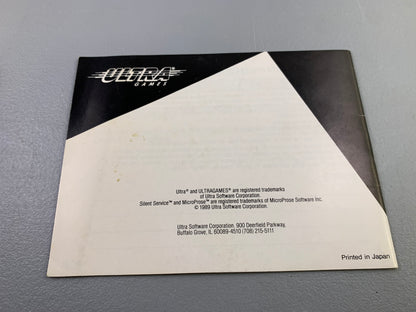 ULTRA
GAMES
Ultra® and ULTRAGAMES® are registered trademarks
of Ultra Software Corporation.
Silent Service™ and MicroProse™ are registered trademarks of MicroProse Software Inc.
© 1989 Ultra Software Corporation.
Ultra Software Corporation. 900 Deerfield Parkway,
Buffalo Grove, IL 60089-4510 (708) 215-5111
Printed in Japan